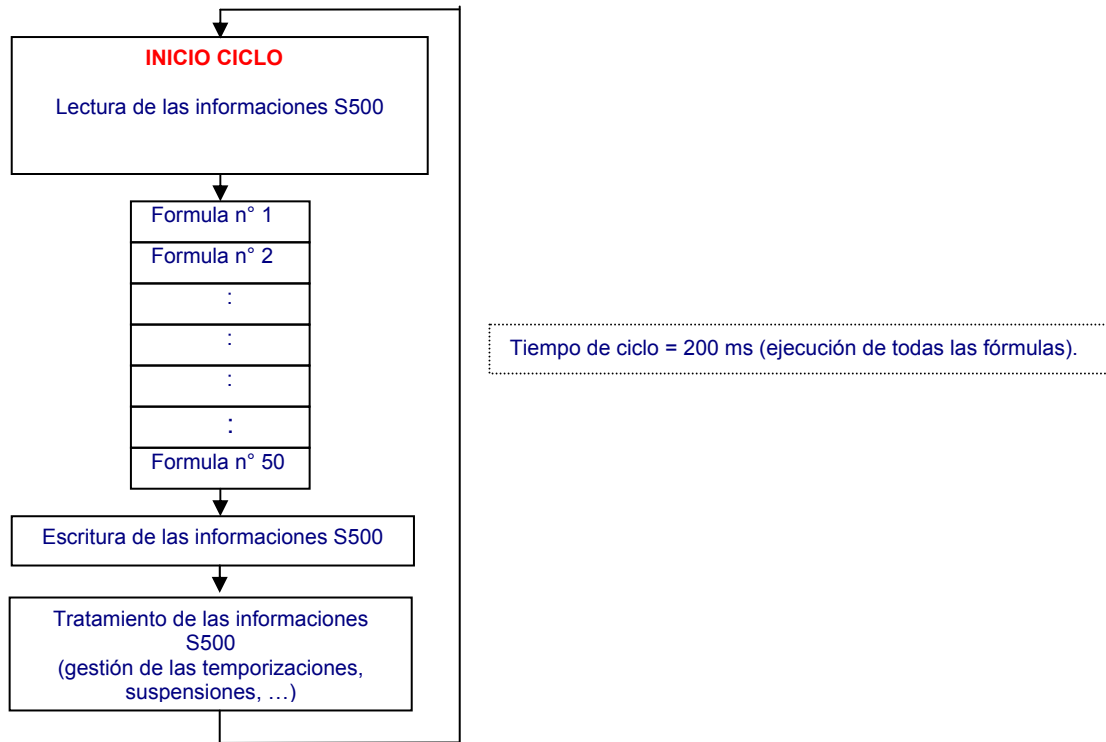 INICIO CICLO
Lectura de las informaciones S500
Formula n° 1
Formula n° 2
:
:
:
:
Formula n° 50
Tiempo de ciclo = 200 ms (ejecución de todas las fórmulas).
Escritura de las informaciones S500
Tratamiento de las informaciones
S500
(gestión de las temporizaciones,
suspensiones, …)